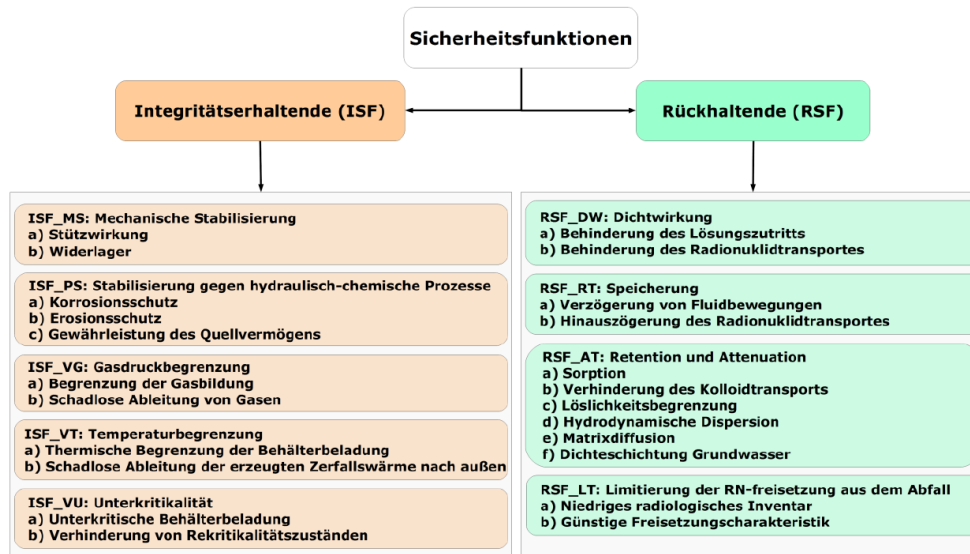 Sicherheitsfunktionen
Integritätserhaltende (ISF)
Rückhaltende (RSF)
ISF_MS: Mechanische Stabilisierung
a) Stützwirkung
b) Widerlager
ISF_PS: Stabilisierung gegen hydraulisch-chemische Prozesse
a) Korrosionsschutz
b) Erosionsschutz
c) Gewährleistung des Quellvermögens
ISF_VG: Gasdruckbegrenzung
a) Begrenzung der Gasbildung
b) Schadlose Ableitung von Gasen
ISF_VT: Temperaturbegrenzung
a) Thermische Begrenzung der Behälterbeladung
b) Schadlose Ableitung der erzeugten Zerfallswärme nach außen
ISF_VU: Unterkritikalität
a) Unterkritische Behälterbeladung
b) Verhinderung von Rekritikalitätszuständen
RSF_DW: Dichtwirkung
a) Behinderung des Lösungszutritts
b) Behinderung des Radionuklidtransportes
RSF_RT: Speicherung
a) Verzögerung von Fluidbewegungen
b) Hinauszögerung des Radionuklidtransportes
RSF_AT: Retention und Attenuation
a) Sorption
b) Verhinderung des Kolloidtransports
c) Löslichkeitsbegrenzung
d) Hydrodynamische Dispersion
e) Matrixdiffusion
f) Dichteschichtung Grundwasser
RSF_LT: Limitierung der RN-freisetzung aus dem Abfall
a) Niedriges radiologisches Inventar
b) Günstige Freisetzungscharakteristik